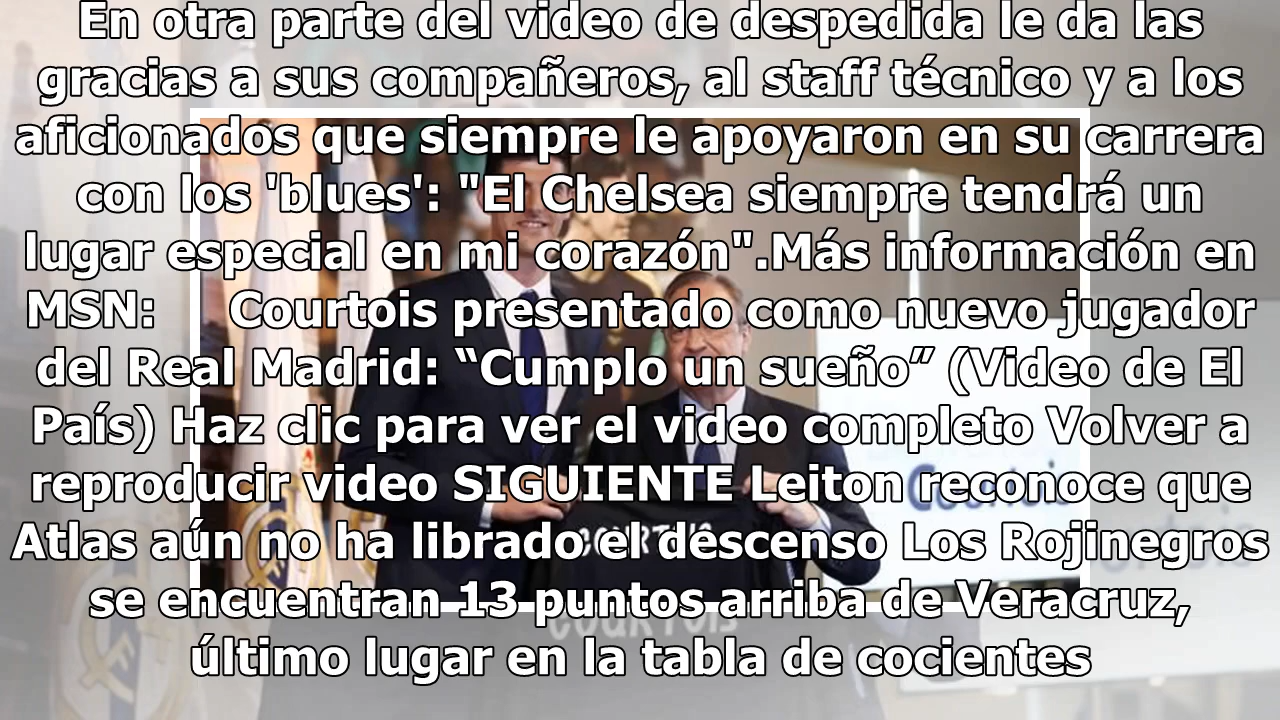 En otra parte del video de despedida le da las
gracias a sus compañeros, al staff técnico y a los
aficionados que siempre le apoyaron en su carrera
con los 'blues': "El Chelsea siempre tendrá un
lugar especial en mi corazón".Más información en
MSN: Courtois presentado como nuevo jugador
del Real Madrid: “Cumplo un sueño” (Video de El
País) Haz clic para ver el video completo Volver a
reproducir video SIGUIENTE Leiton reconoce que
Atlas aún no ha librado el descenso Los Rojinegros
se encuentran 13 puntos arriba de Veracruz,
último lugar en la tabla de cocientes
Courtois
COURTOIS
COURTOIS